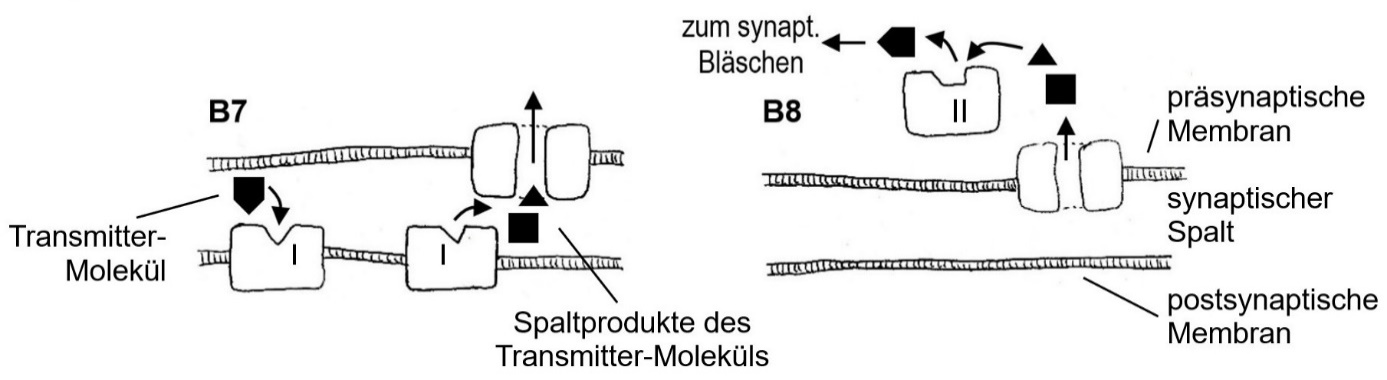 B7
Transmitter-
Molekül
I
I
Spaltprodukte des
Transmitter-Moleküls
zum synapt.
Bläschen
B8
II
präsynaptische
Membran
synaptischer
Spalt
postsynaptische
Membran